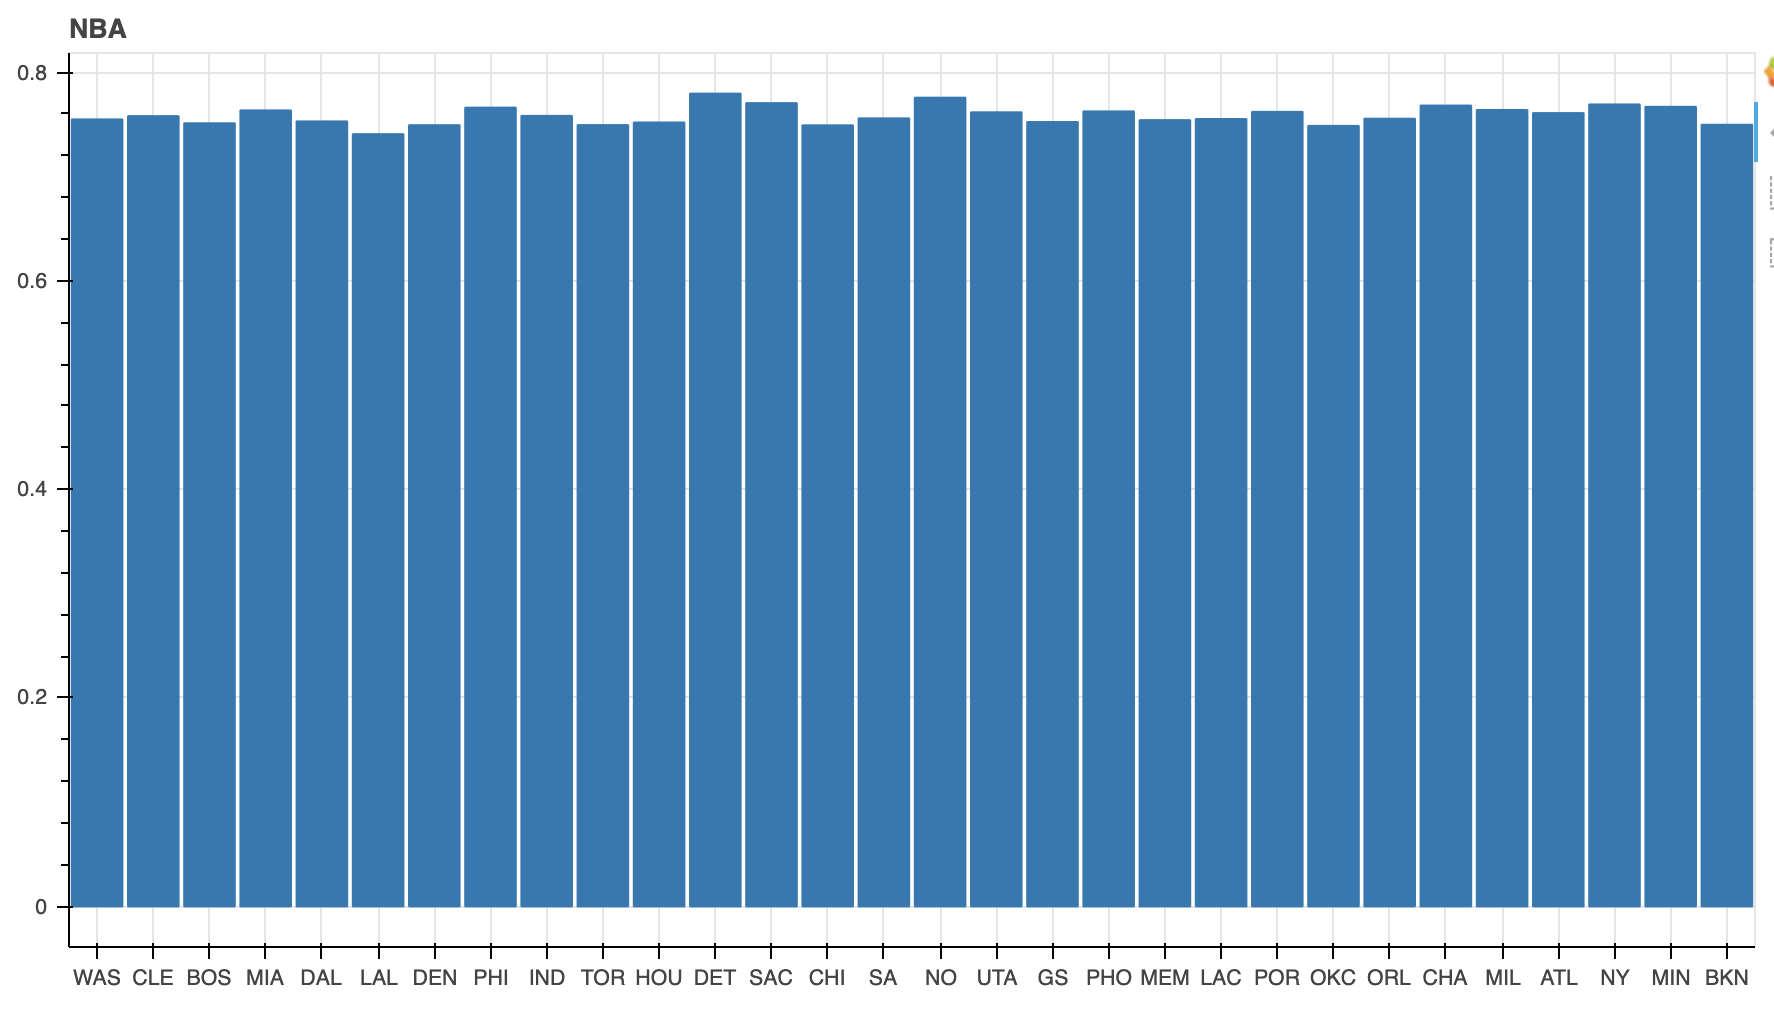 NBA
0.8
0.6
0.4
0.2
0
WAS CLE BOS MIA DAL LAL DEN PHI IND TOR HOU DET SAC CHI SA NO UTA GS PHO MEM LAC POR OKC ORL CHA MIL ATL NY MIN BKN